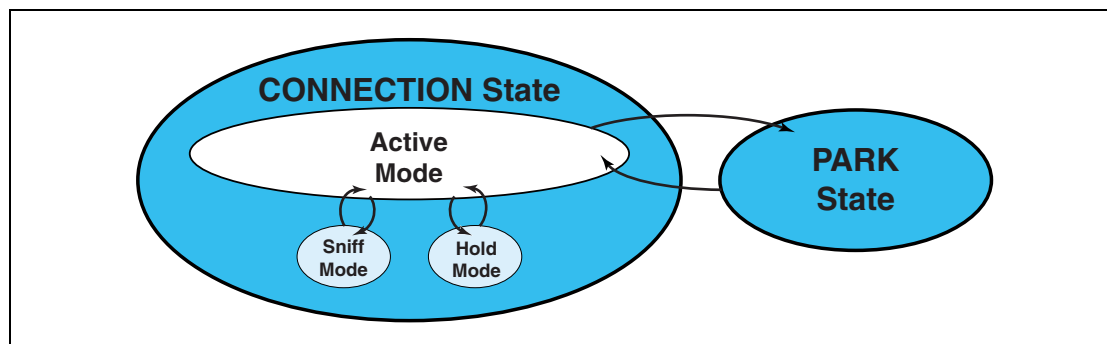 CONNECTION State
Active
Mode
PARK
State
Sniff
Mode
Hold
Mode